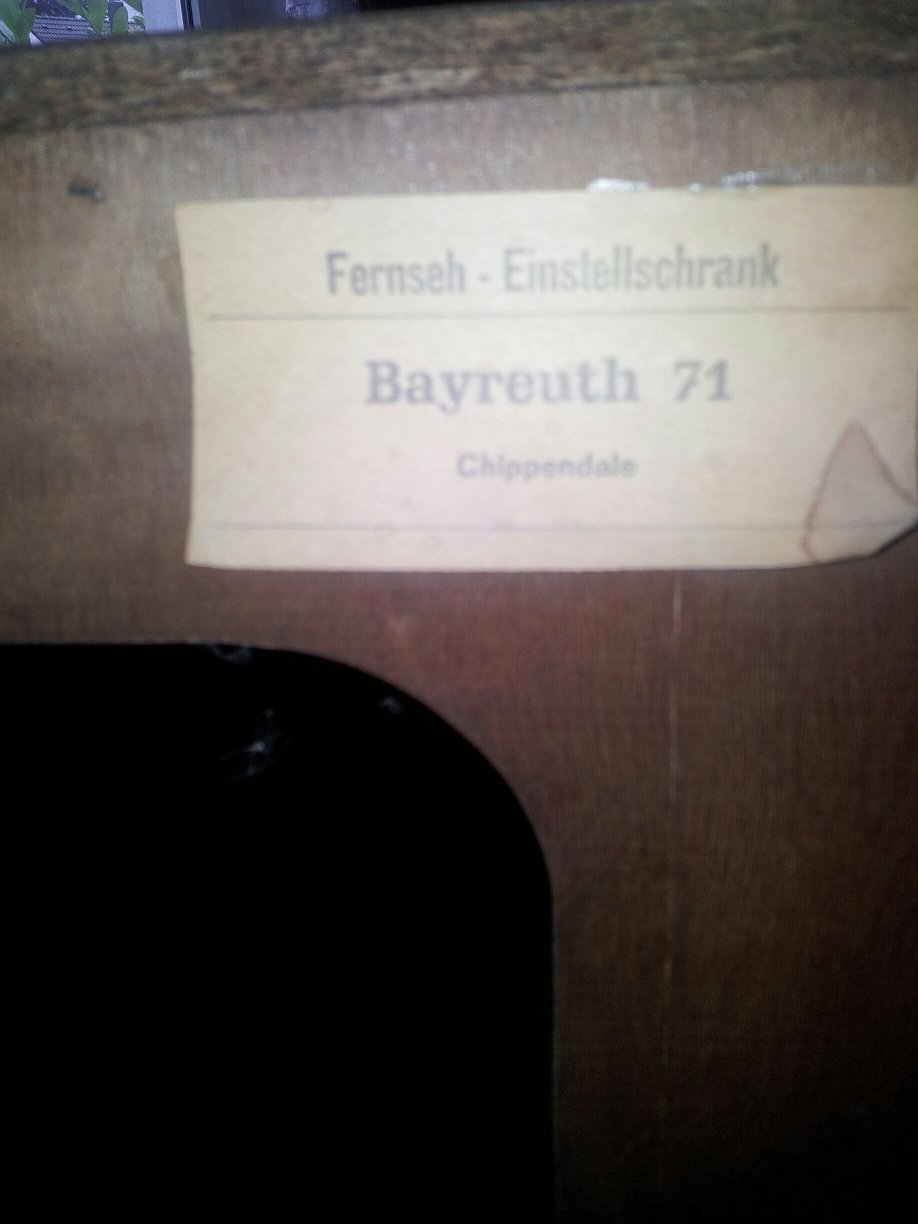 Fernseh - Einstellschrank
Bayreuth 71
Chippendale